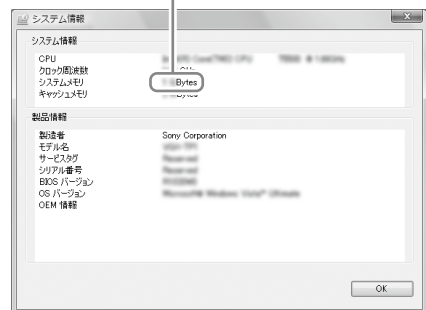 システム情報
システム情報
CPU
クロック周波数
システムメモリ Bytes
キャッシュメモリ Bytes
製品情報
製造者 Sony Corporation
モデル名
サービスタグ
シリアル番号
BIOS バージョン
OS バージョン
OEM 情報
OK